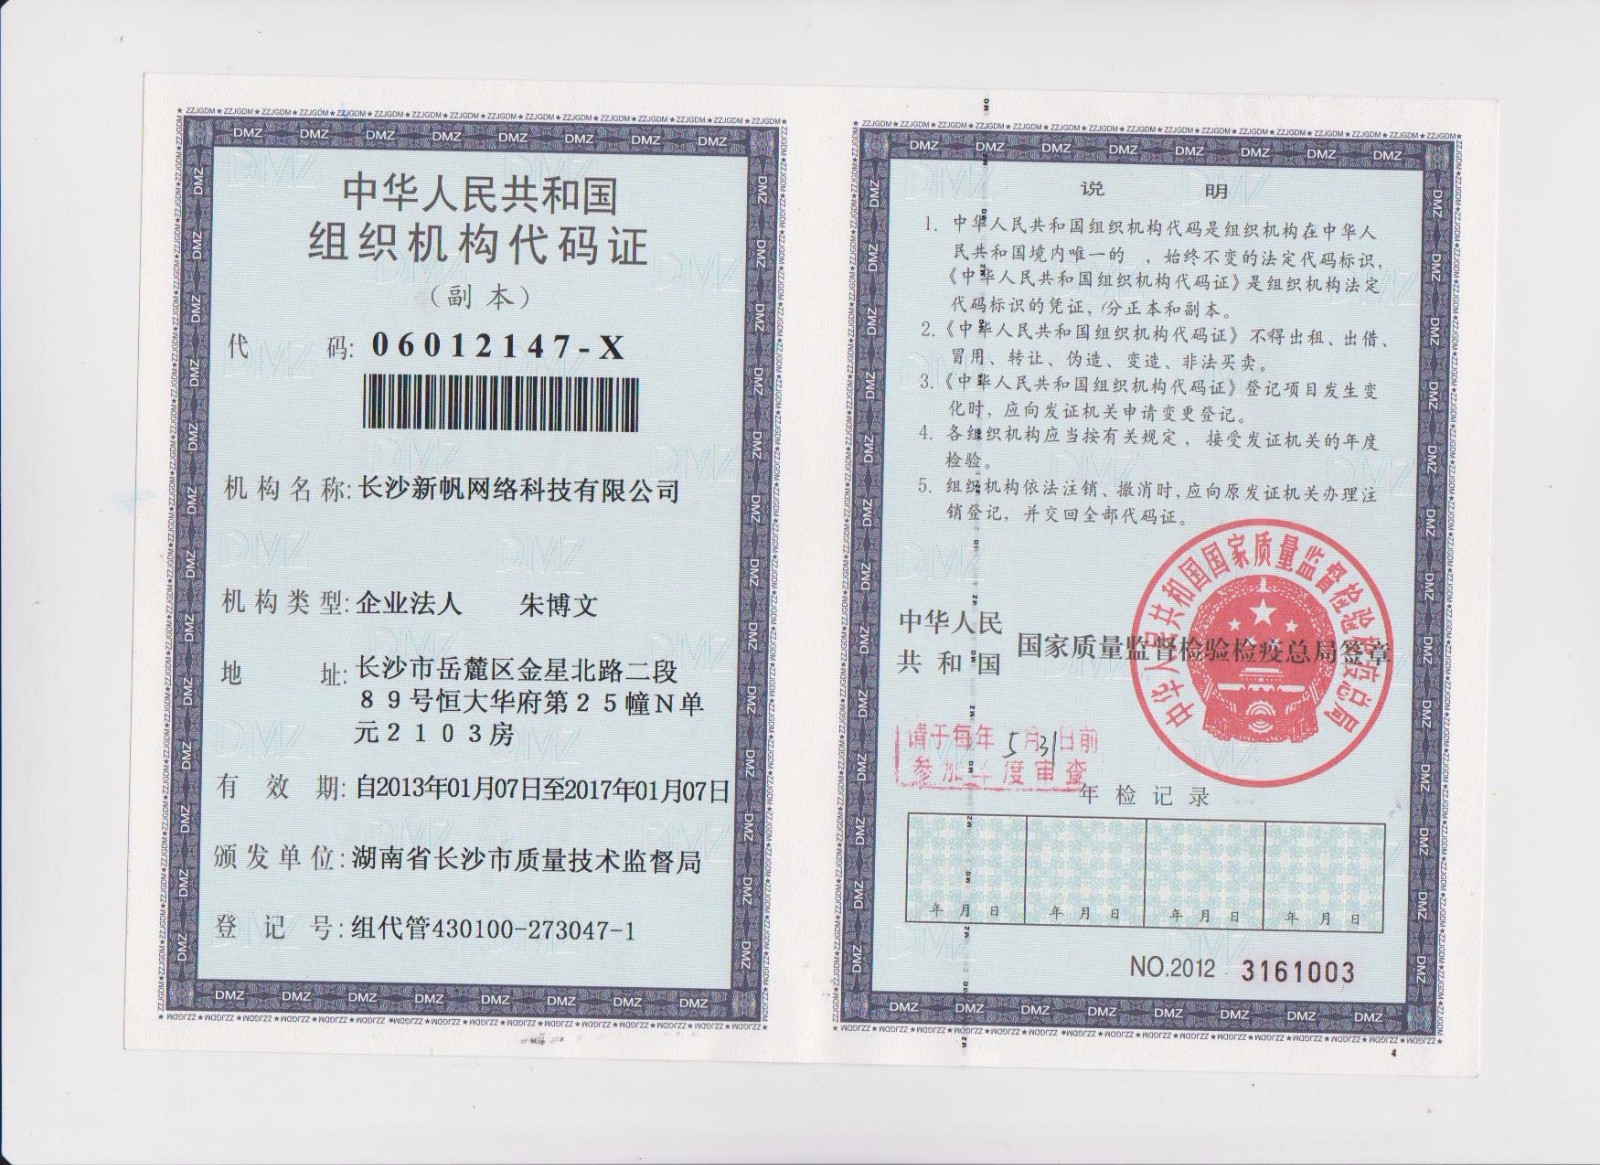 中华人民共和国
组织机构代码证
(副本)
代 码: 06012147-X
机构名称: 长沙新帆网络科技有限公司
机构类型: 企业法人 朱博文
地 址: 长沙市岳麓区金星北路二段
89号恒大华府第25幢N单
元2103房
有 效 期: 自2013年01月07日至2017年01月07日
颁发单位: 湖南省长沙市质量技术监督局
登 记 号: 组代管430100-273047-1
说 明
1. 中华人民共和国组织机构代码是组织机构在中华人
民共和国境内唯一的 ，始终不变的法定代码标识，
《中华人民共和国组织机构代码证》是组织机构法定
代码标识的凭证，分正本和副本。
2.《中华人民共和国组织机构代码证》不得出租、出借、
冒用、转让、伪造、变造、非法买卖。
3.《中华人民共和国组织机构代码证》登记项目发生变
化时，应向发证机关申请变更登记。
4. 各组织机构应当按有关规定，接受发证机关的年度
检验。
5. 组织机构依法注销、撤消时，应向原发证机关办理注
销登记，并交回全部代码证。
中华人民
共和国
国家质量监督检验检疫总局签章
中华人民共和国国家质量监督检验检疫总局
请于每年5月31日前
参加年度审查
年检记录
年 月 日
年 月 日
年 月 日
年 月 日
NO.2012 3161003